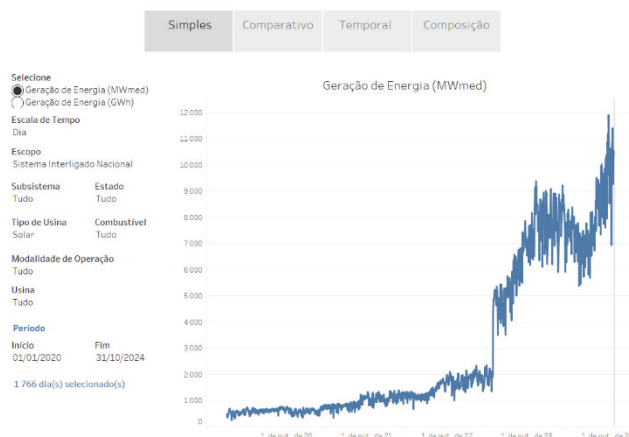 Simples Comparativo Temporal Composição
Selecione
Geração de Energia (MWmed)
Geração de Energia (GWh)
Escala de Tempo
Dia
Escopo
Sistema Interligado Nacional
Subsistema Estado
Tudo Tudo
Tipo de Usina Combustível
Solar Tudo
Modalidade de Operação
Tudo
Usina
Tudo
Período
Início Fim
01/01/2020 31/10/2024
1 766 dia(s) selecionado(s)
Geração de Energia (MWmed)
12 000
11 000
10 000
9 000
8 000
7 000
6 000
5 000
4 000
3 000
2 000
1 000
0